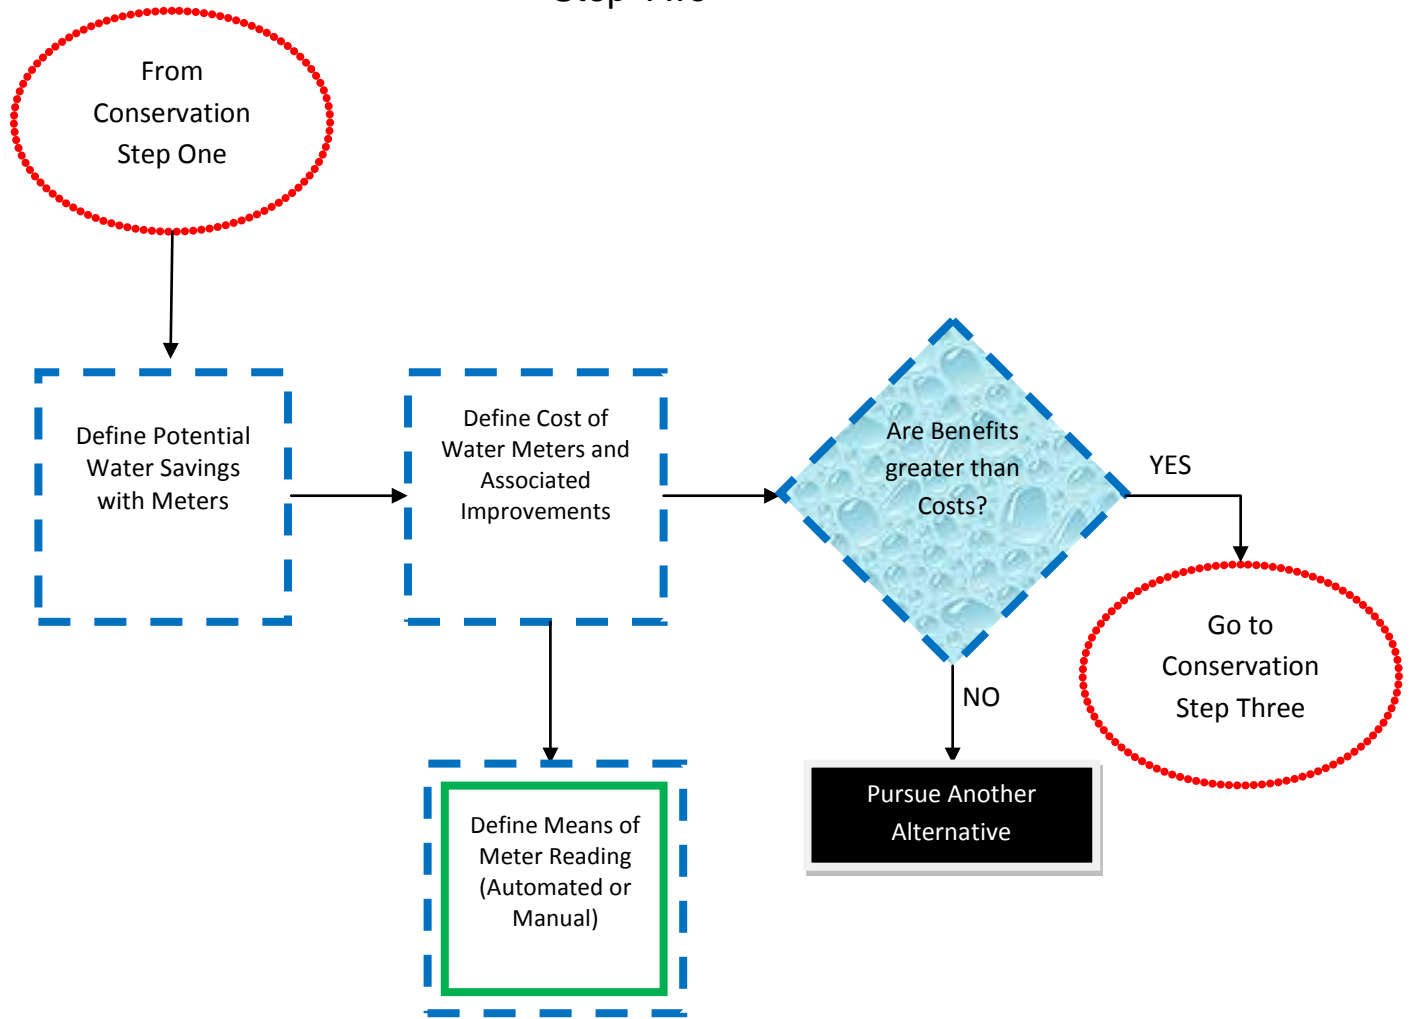 From
Conservation
Step One
Define Potential
Water Savings
with Meters
Define Cost of
Water Meters and
Associated
Improvements
Are Benefits
greater than
Costs?
YES
Go to
Conservation
Step Three
NO
Define Means of
Meter Reading
(Automated or
Manual)
Pursue Another
Alternative